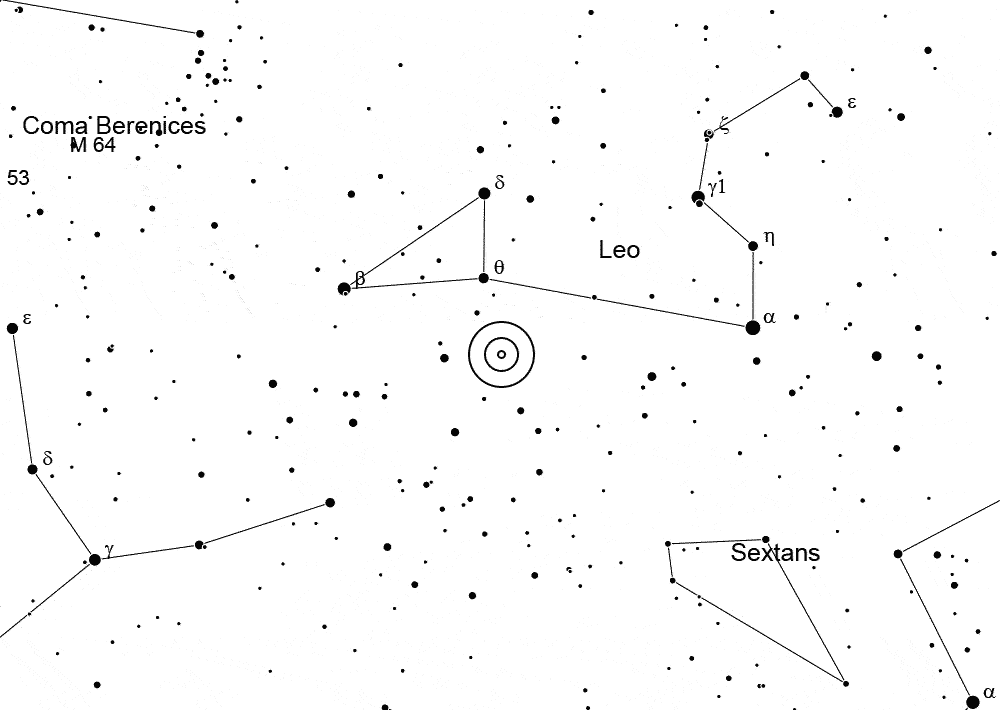 ε
ζ
Coma Berenices
M 64
53
δ
γ1
η
Leo
θ
β
α
ε
δ
γ
Sextans
α